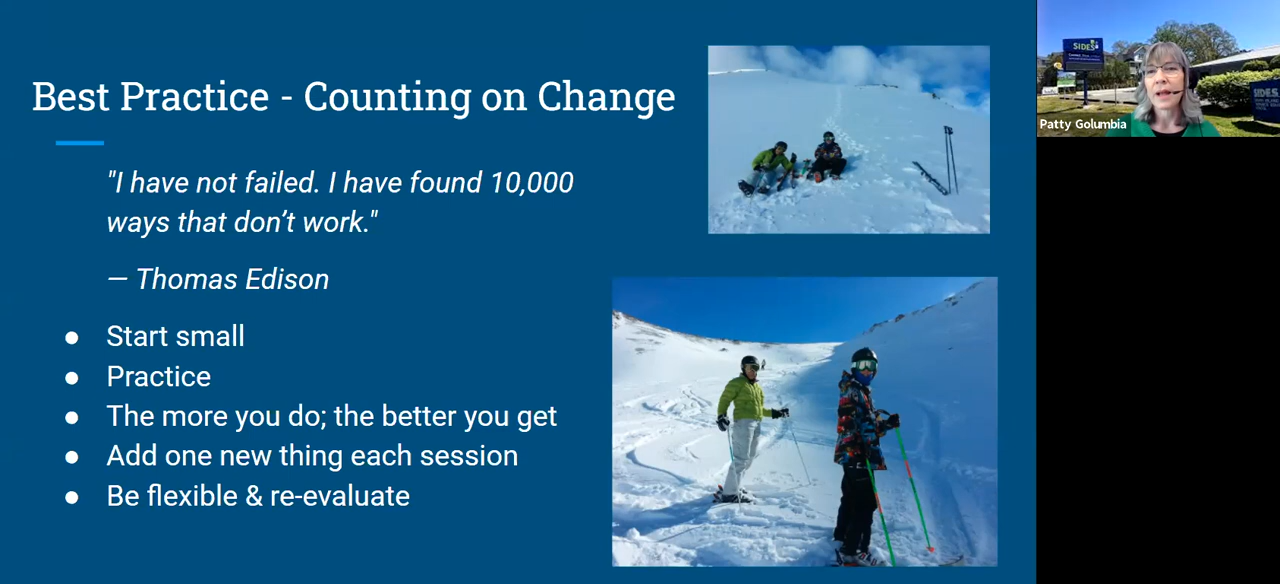 Best Practice - Counting on Change
"I have not failed. I have found 10,000
ways that don’t work."
— Thomas Edison
● Start small
● Practice
● The more you do; the better you get
● Add one new thing each session
● Be flexible & re-evaluate
SIDES
SIDES
Patty Golumbia